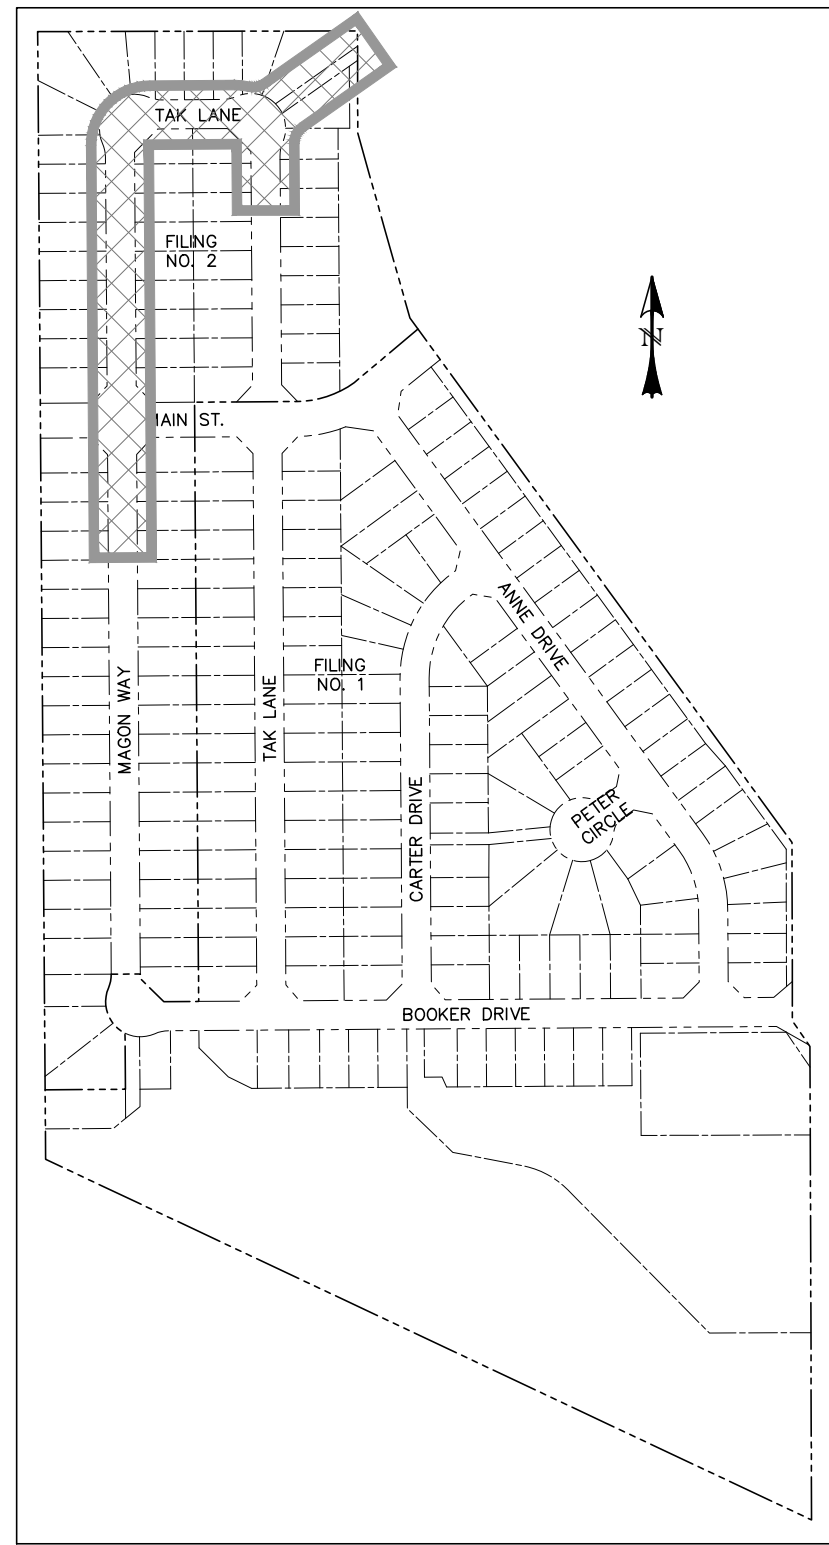 TAK LANE
FILING
NO. 2
N
MAIN ST.
ANNE DRIVE
FILING
NO. 1
MAGON WAY
TAK LANE
CARTER DRIVE
PETER
CIRCLE
BOOKER DRIVE